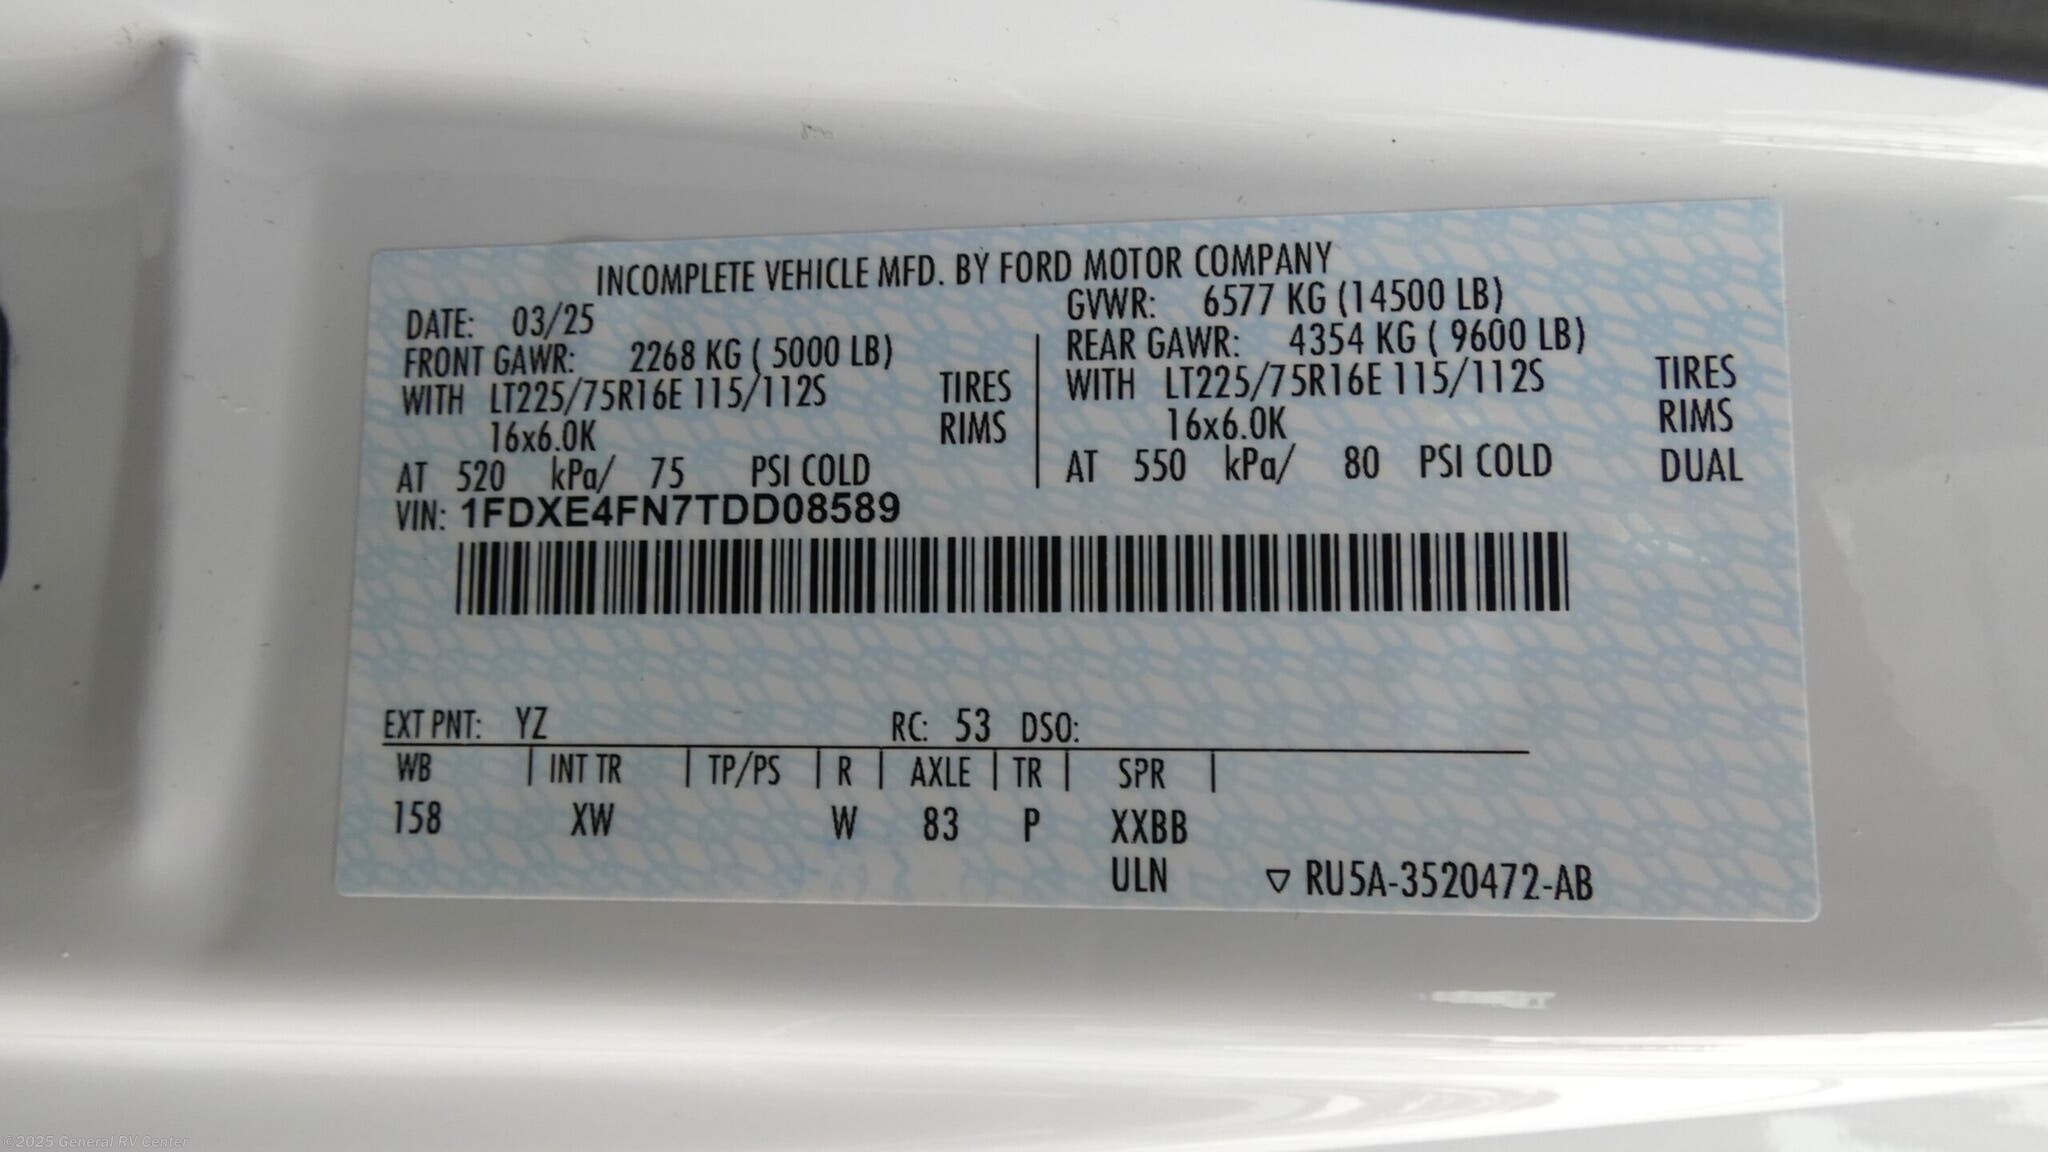 INCOMPLETE VEHICLE MFD. BY FORD MOTOR COMPANY
DATE: 03/25 GVWR: 6577 KG (14500 LB)
FRONT GAWR: 2268 KG ( 5000 LB) REAR GAWR: 4354 KG ( 9600 LB)
WITH LT225/75R16E 115/112S TIRES WITH LT225/75R16E 115/112S TIRES
16x6.0K RIMS 16x6.0K RIMS
AT 520 kPa/ 75 PSI COLD AT 550 kPa/ 80 PSI COLD DUAL
VIN: 1FDXE4FN7TDD08589
EXT PNT: YZ RC: 53 DSO:
WB | INT TR | TP/PS | R | AXLE | TR | SPR |
158 XW W 83 P XXBB
ULN ▽ RU5A-3520472-AB
©2025 General RV Center